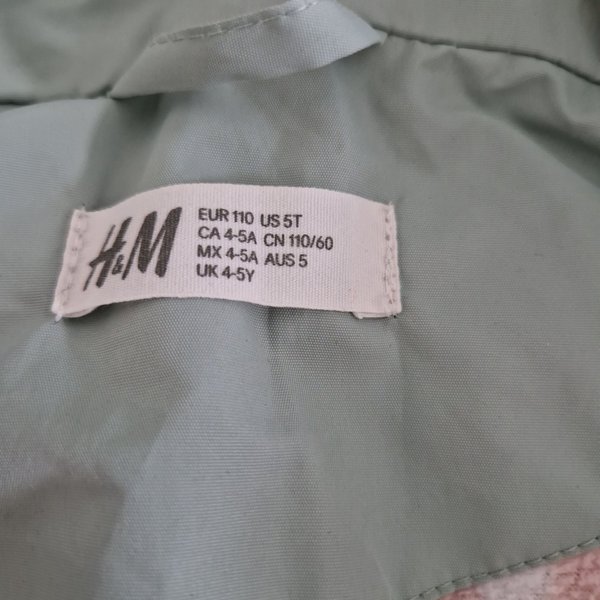 H&M
EUR 110 US 5T
CA 4-5A CN 110/60
MX 4-5A AUS 5
UK 4-5Y